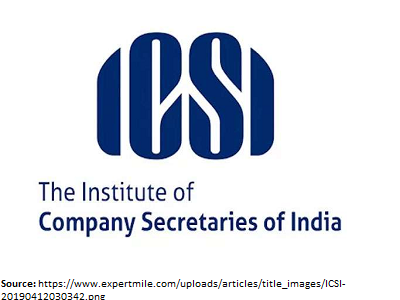 ICSI
The Institute of
Company Secretaries of India
Source: https://www.expertmile.com/uploads/articles/title_images/ICSI-
20190412030342.png